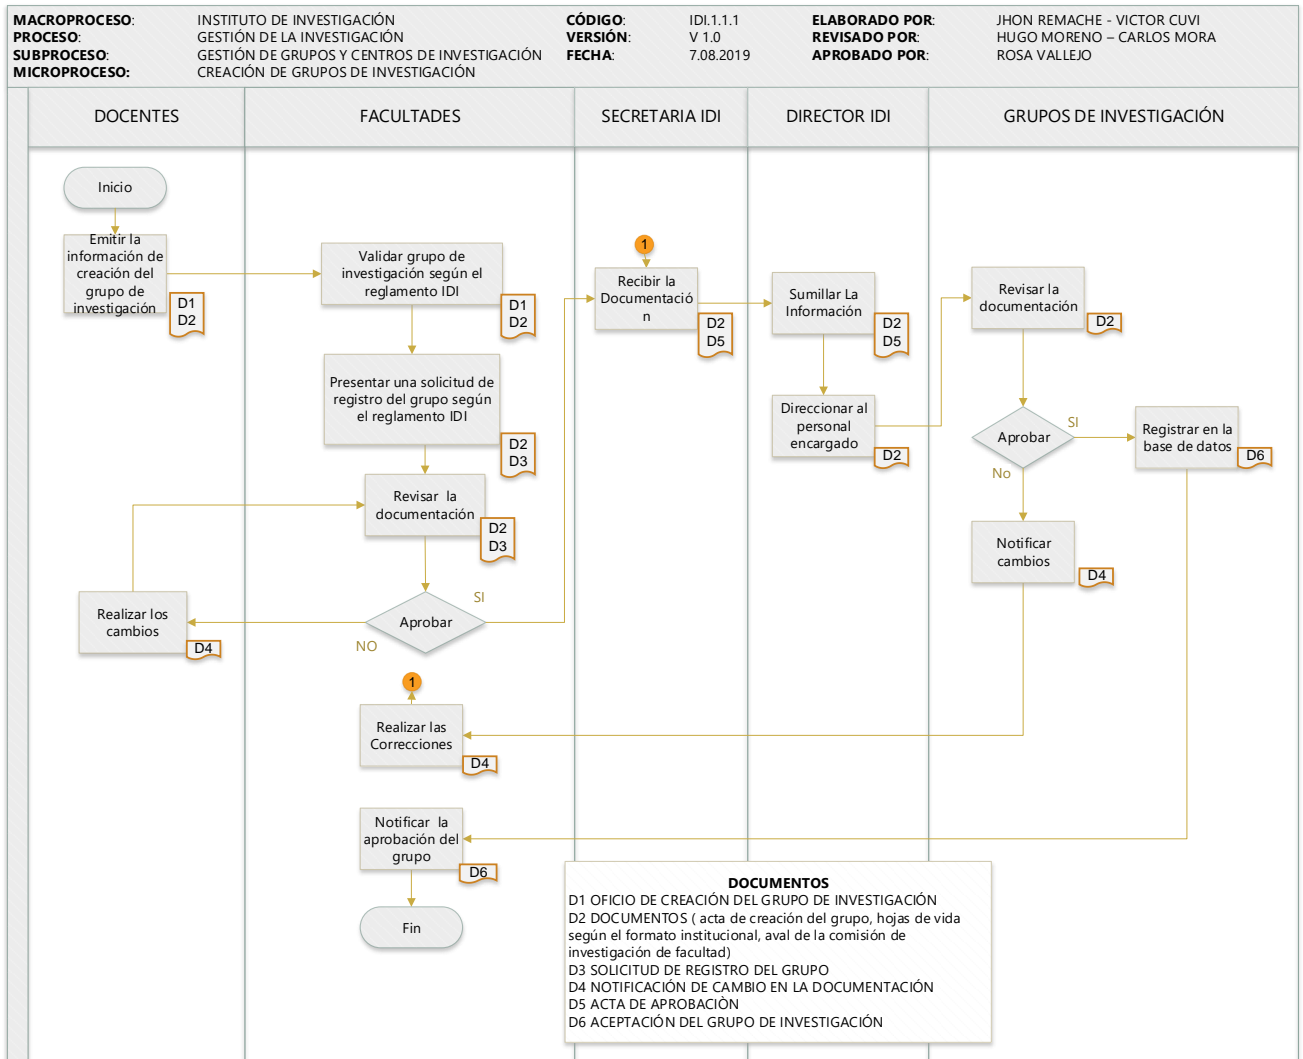 MACROPROCESO: INSTITUTO DE INVESTIGACIÓN CÓDIGO: IDI.1.1.1 ELABORADO POR: JHON REMACHE - VICTOR CUVI
PROCESO: GESTIÓN DE LA INVESTIGACIÓN VERSIÓN: V 1.0 REVISADO POR: HUGO MORENO – CARLOS MORA
SUBPROCESO: GESTIÓN DE GRUPOS Y CENTROS DE INVESTIGACIÓN FECHA: 7.08.2019 APROBADO POR: ROSA VALLEJO
MICROPROCESO: CREACIÓN DE GRUPOS DE INVESTIGACIÓN
DOCENTES FACULTADES SECRETARIA IDI DIRECTOR IDI GRUPOS DE INVESTIGACIÓN
Inicio
Emitir la
información de
creación del
grupo de
investigación
D1
D2
Validar grupo de
investigación según el
reglamento IDI
D1
D2
Presentar una solicitud de
registro del grupo según
el reglamento IDI
D2
D3
Revisar la
documentación
D2
D3
Aprobar
SI
NO
Realizar los
cambios
D4
1
Recibir la
Documentació
n
D2
D5
Sumillar La
Información
D2
D5
Direccionar al
personal
encargado
D2
Revisar la
documentación
D2
Aprobar
SI
No
Registrar en la
base de datos
D6
Notificar
cambios
D4
1
Realizar las
Correcciones
D4
Notificar la
aprobación del
grupo
D6
Fin
DOCUMENTOS
D1 OFICIO DE CREACIÓN DEL GRUPO DE INVESTIGACIÓN
D2 DOCUMENTOS ( acta de creación del grupo, hojas de vida
según el formato institucional, aval de la comisión de
investigación de facultad)
D3 SOLICITUD DE REGISTRO DEL GRUPO
D4 NOTIFICACIÓN DE CAMBIO EN LA DOCUMENTACIÓN
D5 ACTA DE APROBACIÒN
D6 ACEPTACIÓN DEL GRUPO DE INVESTIGACIÓN